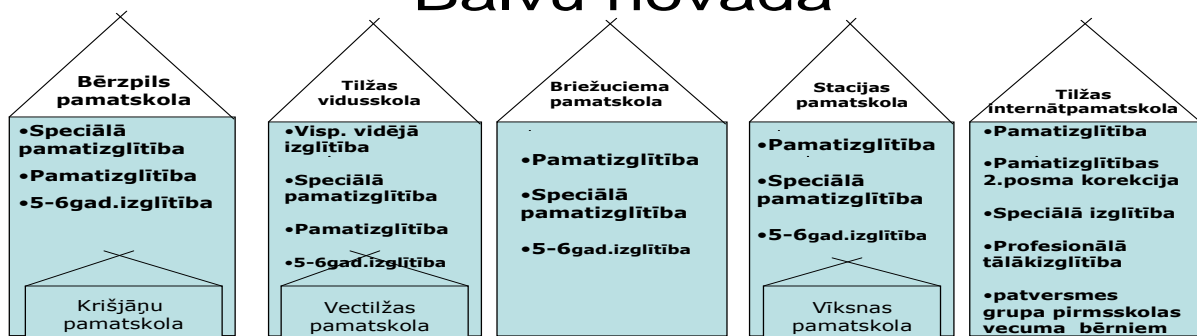 Balvu novada
Bērzpils
pamatskola
•Speciālā
pamatizglītība
•Pamatizglītība
•5-6gad.izglītība
Krišjāņu
pamatskola
Tilžas
vidusskola
•Visp. vidējā
izglītība
•Speciālā
pamatizglītība
•Pamatizglītība
•5-6gad.izglītība
Vectilžas
pamatskola
Briežuciema
pamatskola
•Pamatizglītība
•Speciālā
pamatizglītība
•5-6gad.izglītība
Stacijas
pamatskola
•Pamatizglītība
•Speciālā
pamatizglītība
•5-6gad.izglītība
Vīksnas
pamatskola
Tilžas
internātpamatskola
•Pamatizglītība
•Pamatizglītības
2.posma korekcija
•Speciālā izglītība
•Profesionālā
tālākizglītība
•patversmes
grupa pirmsskolas
vecuma bērniem